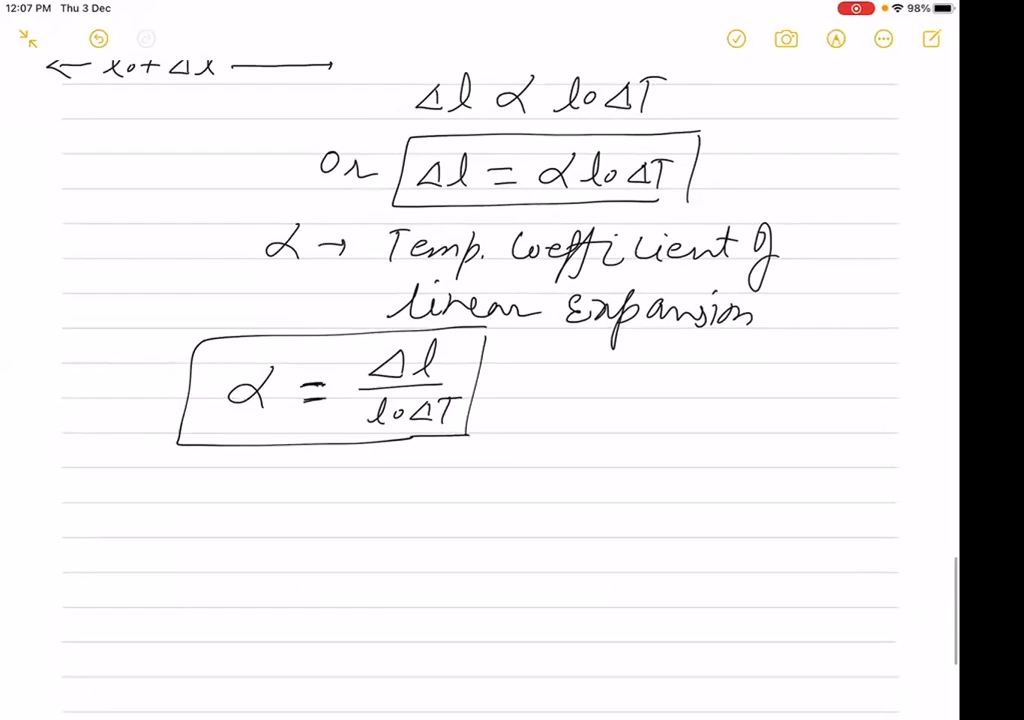 12:07 PM Thu 3 Dec 98%
l0 + Δl
Δl ∝ l0ΔT
Or Δl = αl0ΔT
α → Temp. Coefficient of
linear Expansion
α = Δl / l0ΔT